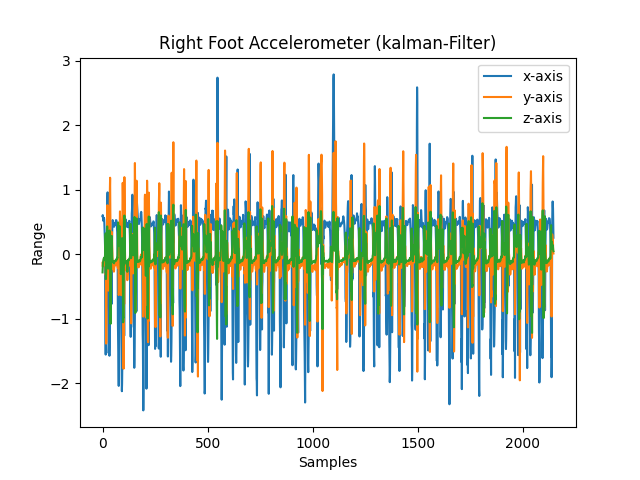 Right Foot Accelerometer (kalman-Filter)
x-axis
y-axis
z-axis
Range
3
2
1
0
−1
−2
0 500 1000 1500 2000
Samples